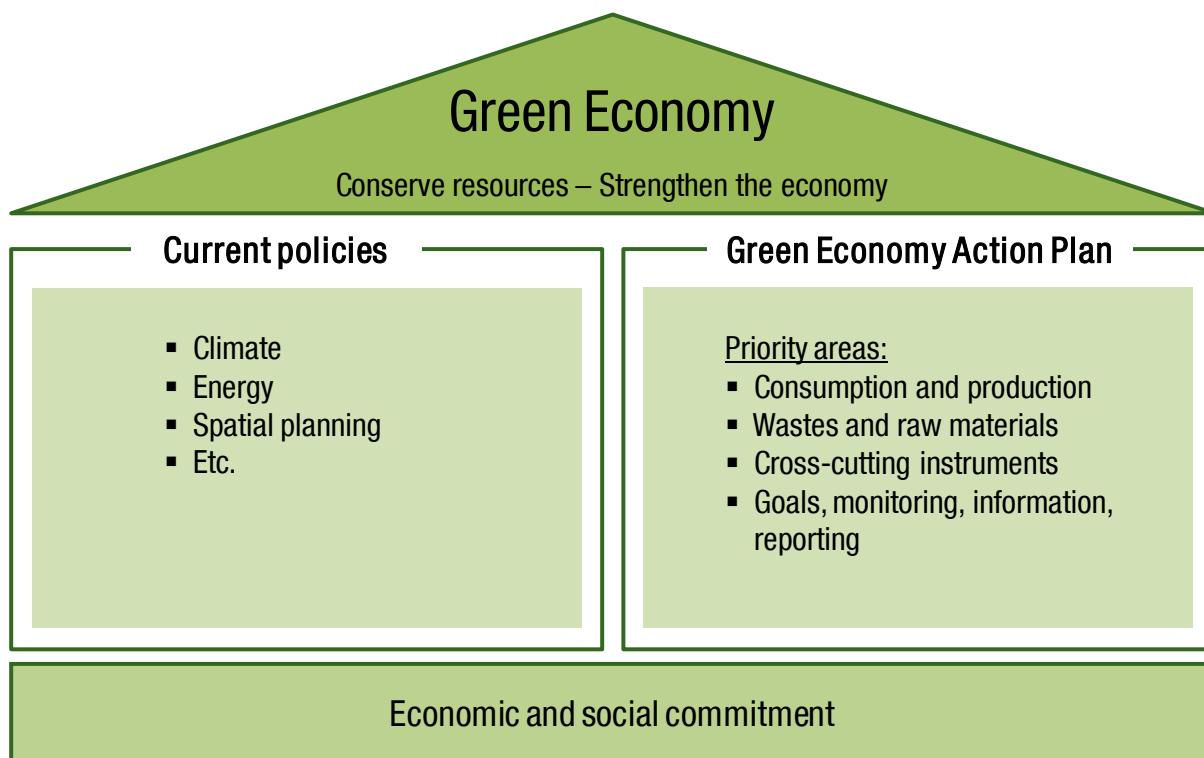 Green Economy
Conserve resources – Strengthen the economy
Current policies
▪ Climate
▪ Energy
▪ Spatial planning
▪ Etc.
Green Economy Action Plan
Priority areas:
▪ Consumption and production
▪ Wastes and raw materials
▪ Cross-cutting instruments
▪ Goals, monitoring, information,
reporting
Economic and social commitment